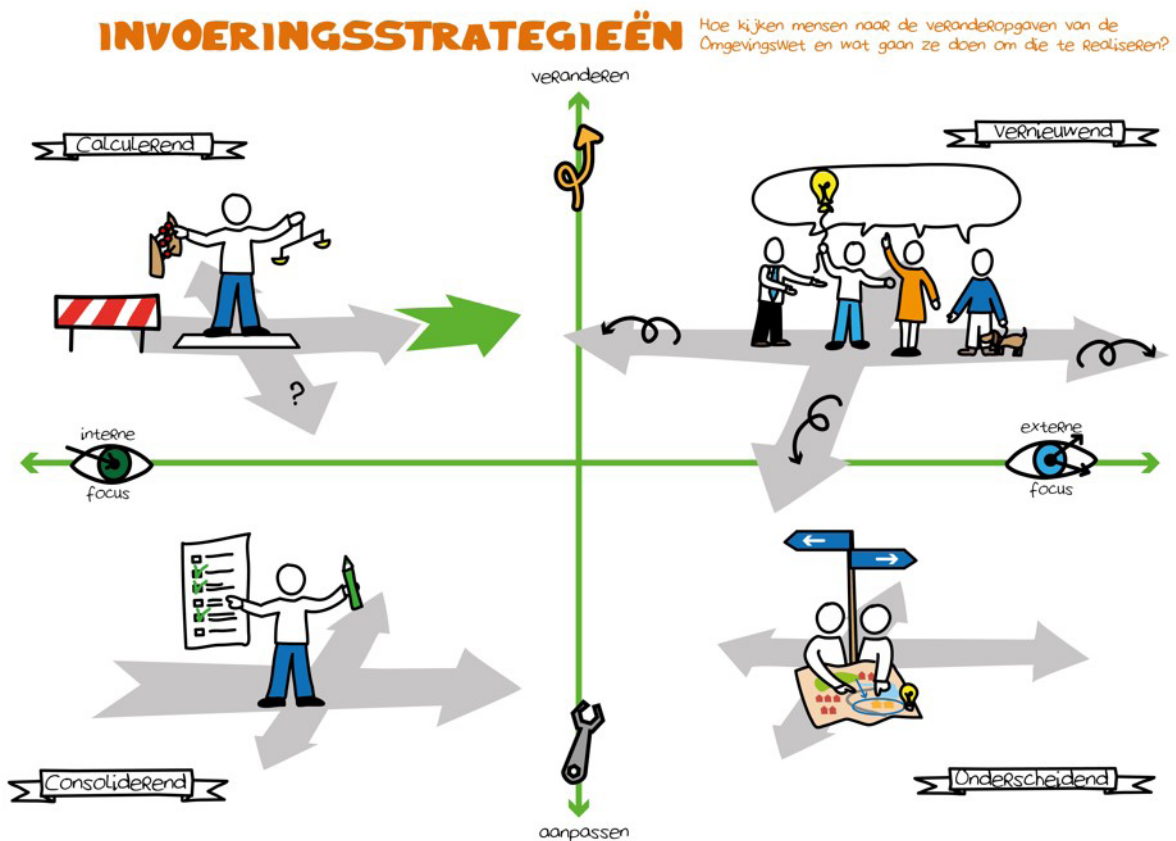 INVOERINGSSTRATEGIEËN
Hoe kijken mensen naar de veranderopgaven van de
Omgevingswet en wat gaan ze doen om die te realiseren?
veranderen
Calculerend
Vernieuwend
?
interne
focus
externe
focus
Consoliderend
Onderscheidend
aanpassen